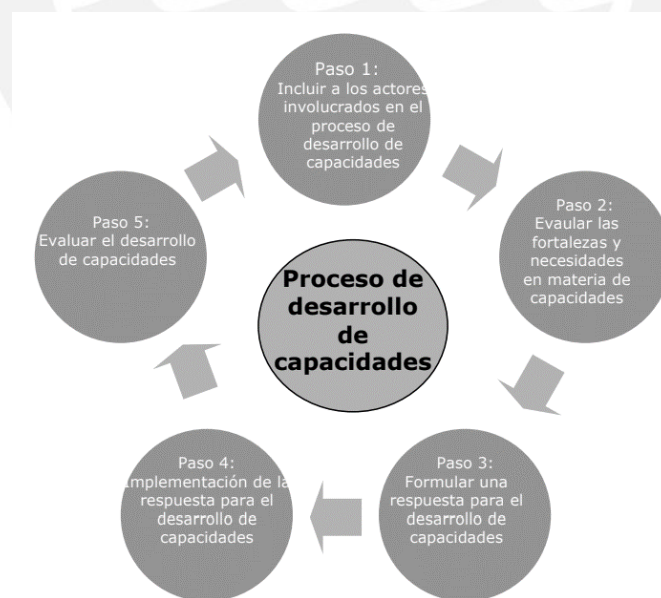 Paso 1:
Incluir a los actores
involucrados en el
proceso de
desarrollo de
capacidades
Paso 2:
Evaular las
fortalezas y
necesidades
en materia de
capacidades
Paso 3:
Formular una
respuesta para el
desarrollo de
capacidades
Paso 4:
Implementación de la
respuesta para el
desarrollo de
capacidades
Paso 5:
Evaluar el desarrollo
de capacidades
Proceso de
desarrollo
de
capacidades